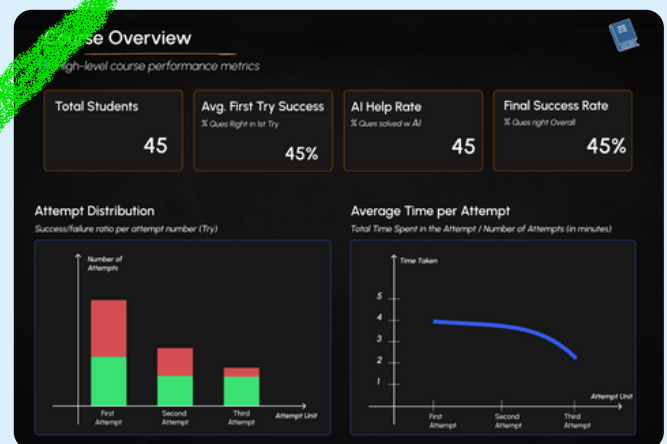 se Overview
gh-level course performance metrics
Total Students
45
Avg. First Try Success
% Ques Right in 1st Try
45%
AI Help Rate
% Ques solved w AI
45
Final Success Rate
% Ques right Overall
45%
Attempt Distribution
Success/failure ratio per attempt number (Try)
Number of
Attempts
First
Attempt
Second
Attempt
Third
Attempt
Attempt Unit
Average Time per Attempt
Total Time Spent in the Attempt / Number of Attempts (in minutes)
Time Taken
5
4
3
2
1
First
Attempt
Second
Attempt
Third
Attempt
Attempt Unit